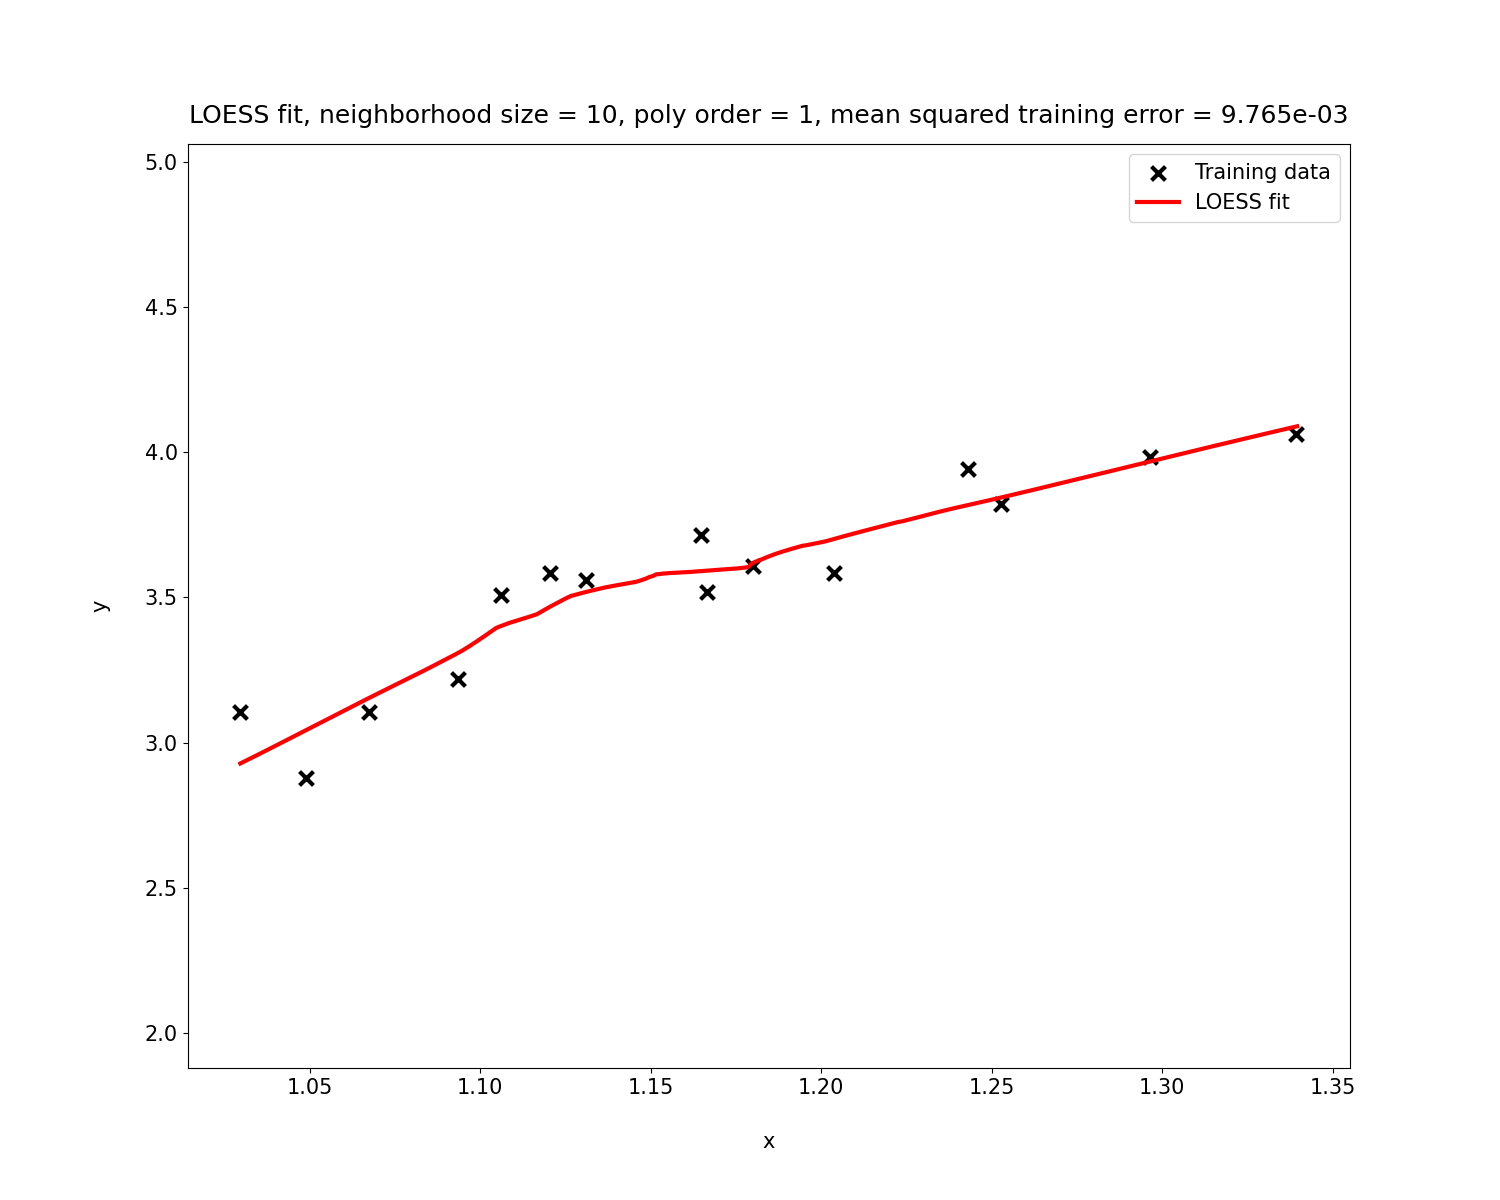 LOESS fit, neighborhood size = 10, poly order = 1, mean squared training error = 9.765e-03
Training data
LOESS fit
5.0
4.5
4.0
3.5
3.0
2.5
2.0
y
1.05 1.10 1.15 1.20 1.25 1.30 1.35
x